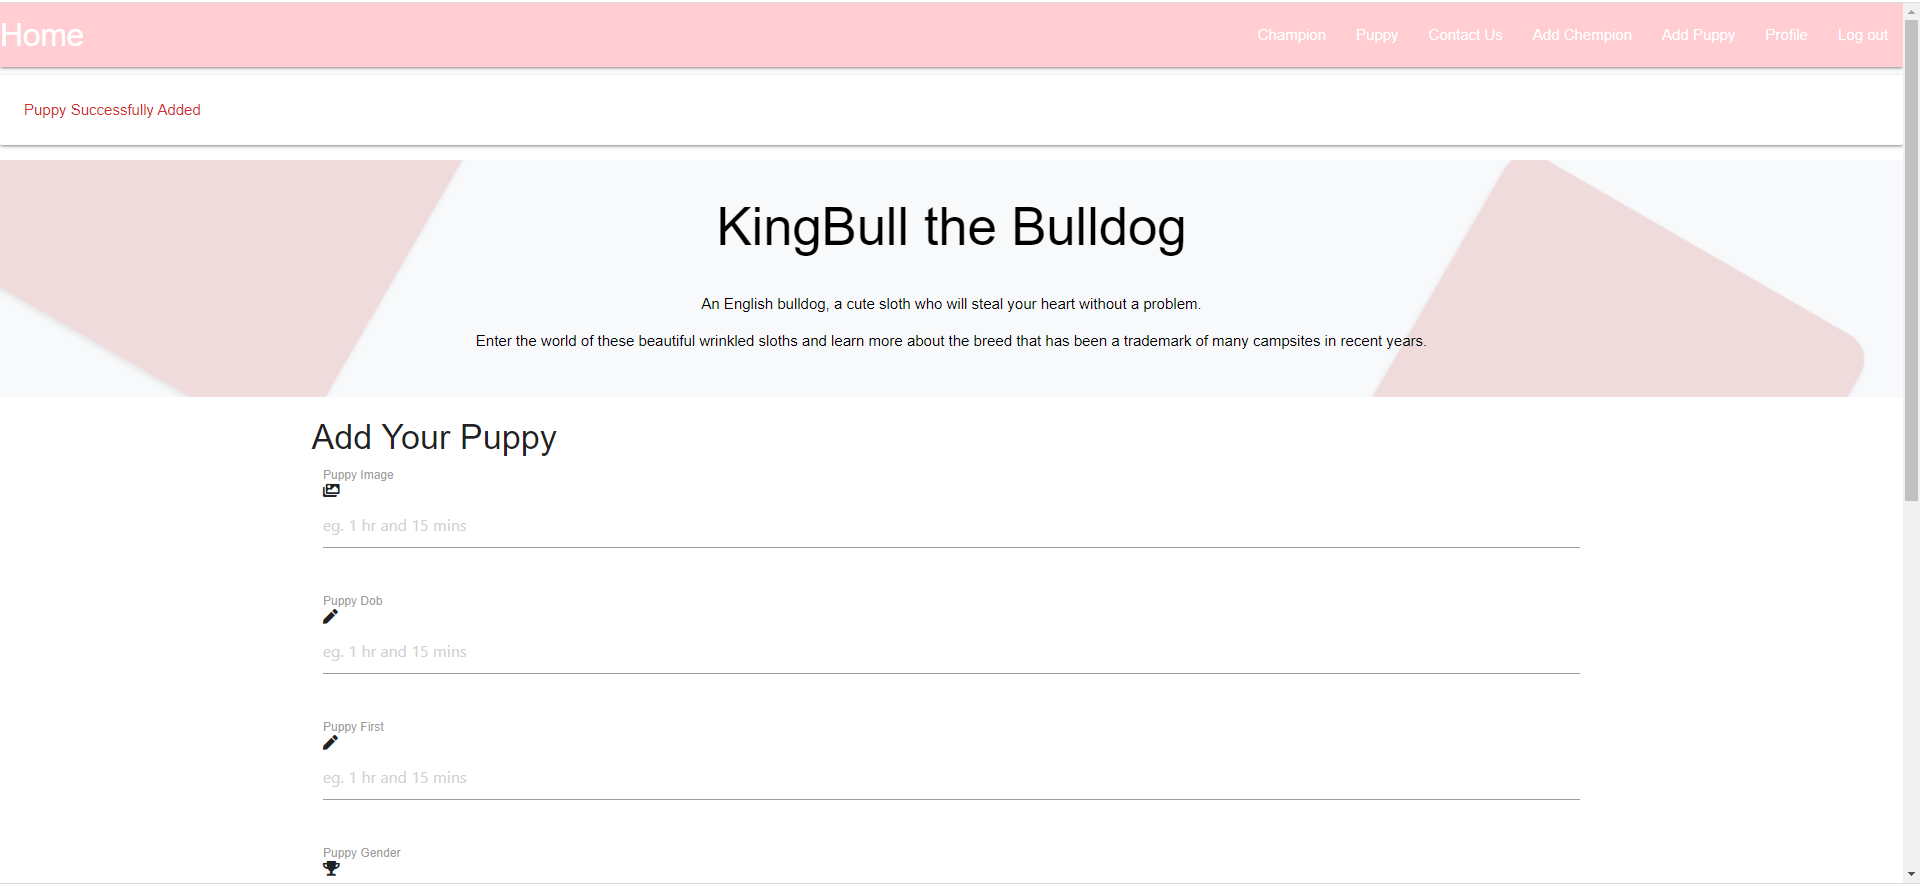 Home
Champion
Puppy
Contact Us
Add Chempion
Add Puppy
Profile
Log out
Puppy Successfully Added
KingBull the Bulldog
An English bulldog, a cute sloth who will steal your heart without a problem.
Enter the world of these beautiful wrinkled sloths and learn more about the breed that has been a trademark of many campsites in recent years.
Add Your Puppy
Puppy Image
eg. 1 hr and 15 mins
Puppy Dob
eg. 1 hr and 15 mins
Puppy First
eg. 1 hr and 15 mins
Puppy Gender